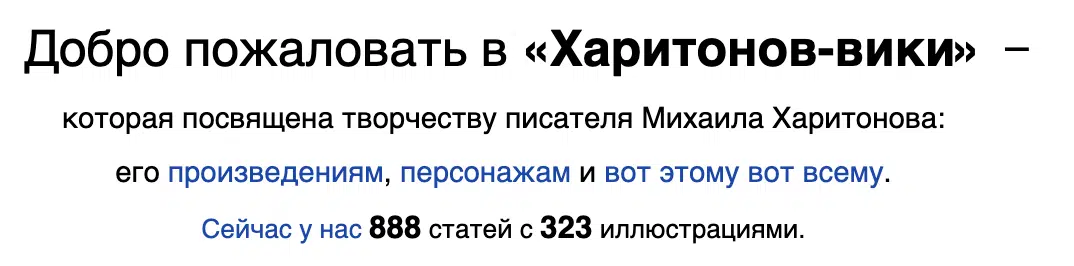 Добро пожаловать в «Харитонов-вики» –
которая посвящена творчеству писателя Михаила Харитонова:
его произведениям, персонажам и вот этому вот всему.
Сейчас у нас 888 статей с 323 иллюстрациями.